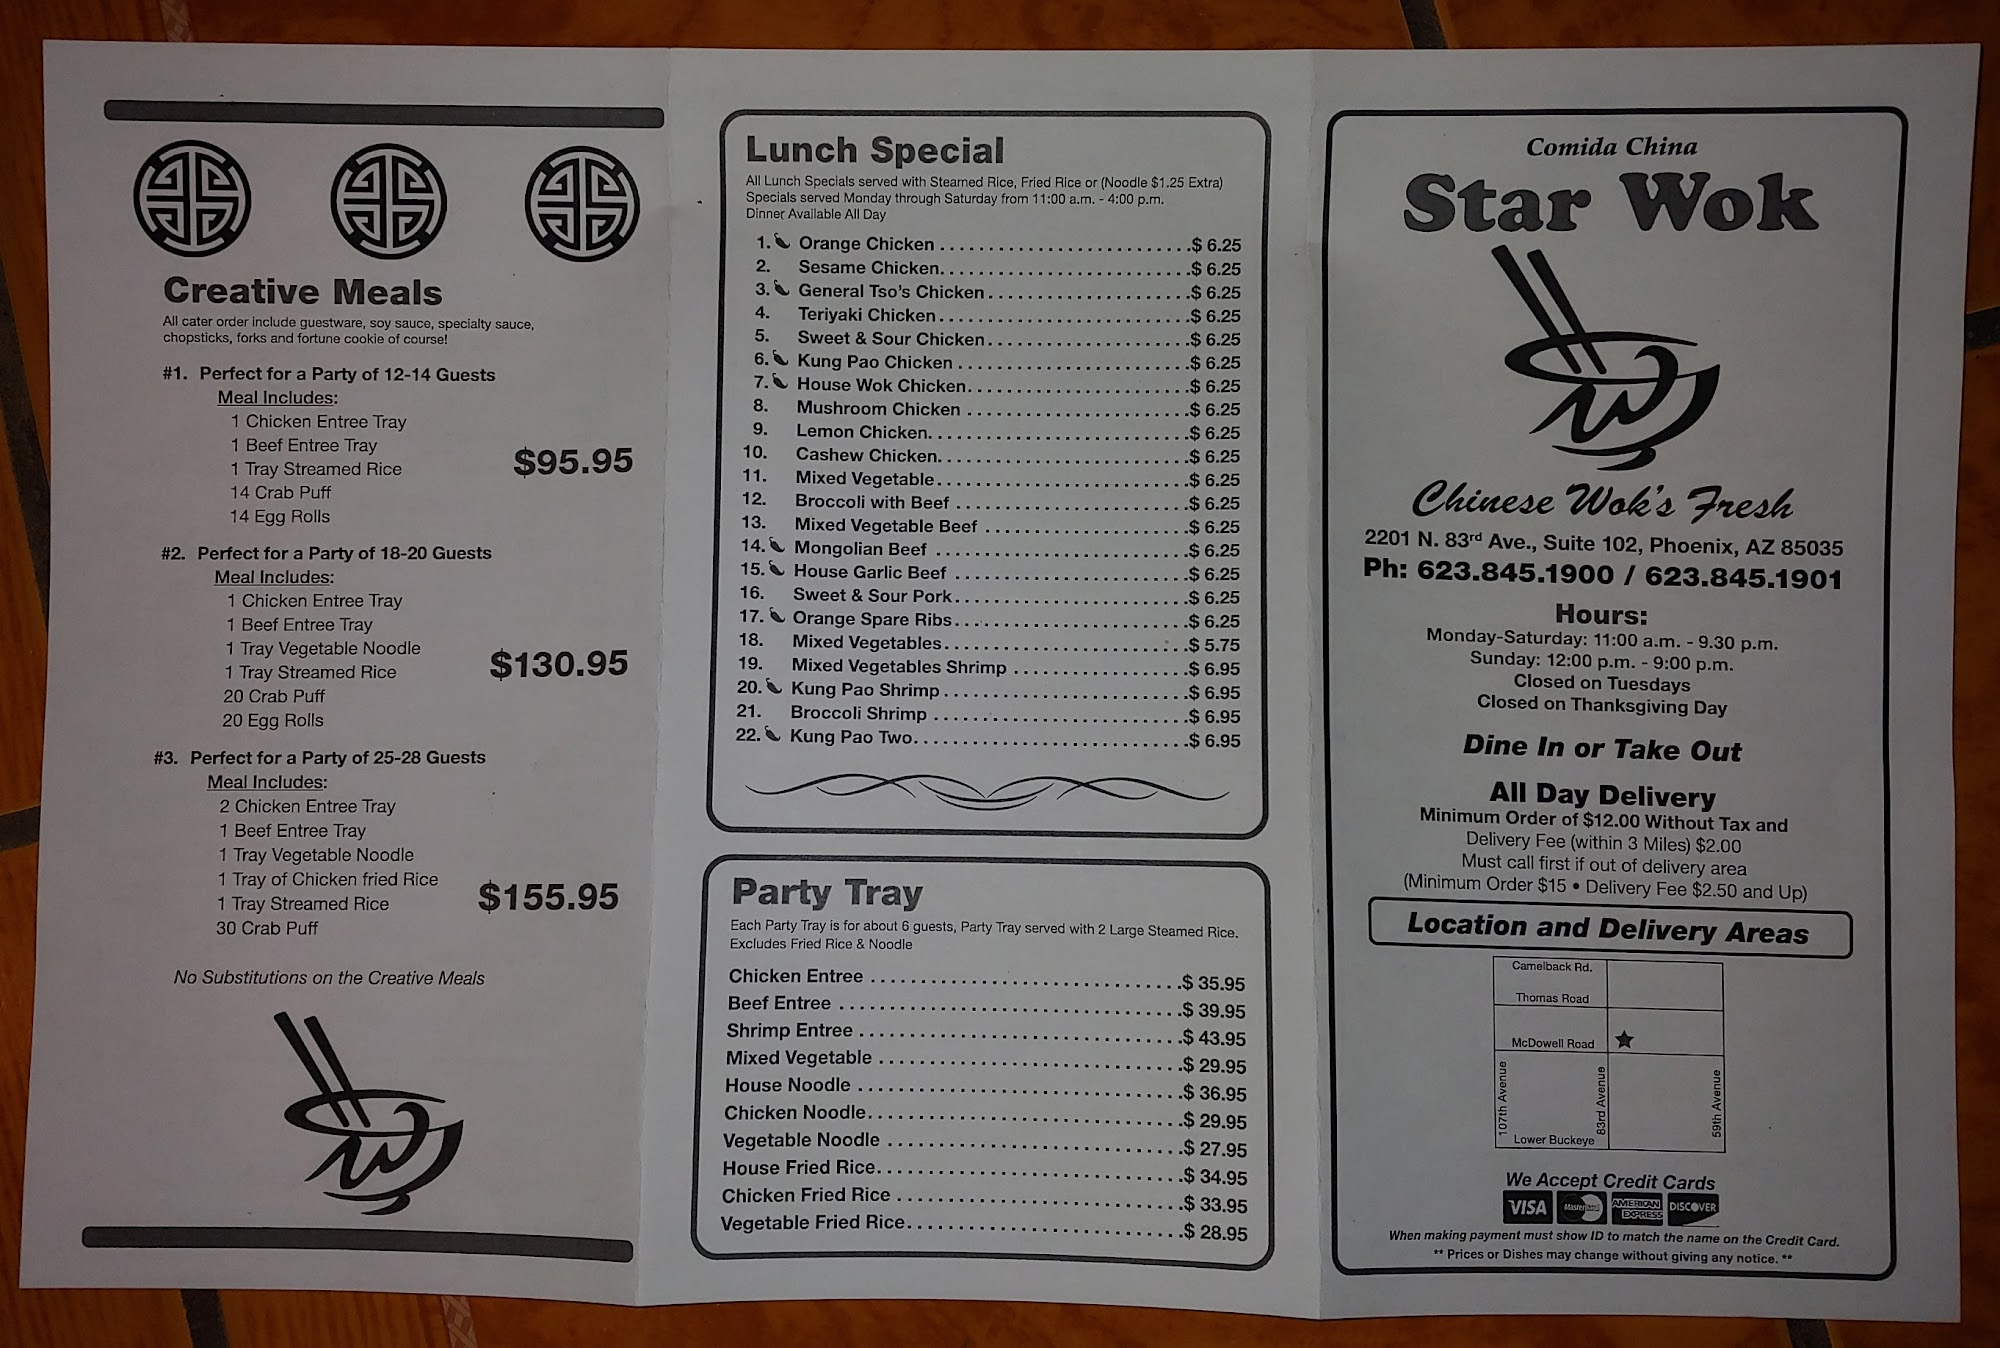 Creative Meals
All cater order include guestware, soy sauce, specialty sauce,
chopsticks, forks and fortune cookie of course!
#1. Perfect for a Party of 12-14 Guests
Meal Includes:
1 Chicken Entree Tray
1 Beef Entree Tray
1 Tray Streamed Rice
14 Crab Puff
14 Egg Rolls
$95.95
#2. Perfect for a Party of 18-20 Guests
Meal Includes:
1 Chicken Entree Tray
1 Beef Entree Tray
1 Tray Vegetable Noodle
1 Tray Streamed Rice
20 Crab Puff
20 Egg Rolls
$130.95
#3. Perfect for a Party of 25-28 Guests
Meal Includes:
2 Chicken Entree Tray
1 Beef Entree Tray
1 Tray Vegetable Noodle
1 Tray of Chicken fried Rice
1 Tray Streamed Rice
30 Crab Puff
$155.95
No Substitutions on the Creative Meals
Lunch Special
All Lunch Specials served with Steamed Rice, Fried Rice or (Noodle $1.25 Extra)
Specials served Monday through Saturday from 11:00 a.m. - 4:00 p.m.
Dinner Available All Day
1. Orange Chicken $ 6.25
2. Sesame Chicken $ 6.25
3. General Tso's Chicken $ 6.25
4. Teriyaki Chicken $ 6.25
5. Sweet & Sour Chicken $ 6.25
6. Kung Pao Chicken $ 6.25
7. House Wok Chicken $ 6.25
8. Mushroom Chicken $ 6.25
9. Lemon Chicken $ 6.25
10. Cashew Chicken $ 6.25
11. Mixed Vegetable $ 6.25
12. Broccoli with Beef $ 6.25
13. Mixed Vegetable Beef $ 6.25
14. Mongolian Beef $ 6.25
15. House Garlic Beef $ 6.25
16. Sweet & Sour Pork $ 6.25
17. Orange Spare Ribs $ 6.25
18. Mixed Vegetables $ 5.75
19. Mixed Vegetables Shrimp $ 6.95
20. Kung Pao Shrimp $ 6.95
21. Broccoli Shrimp $ 6.95
22. Kung Pao Two $ 6.95
Party Tray
Each Party Tray is for about 6 guests, Party Tray served with 2 Large Steamed Rice.
Excludes Fried Rice & Noodle
Chicken Entree $ 35.95
Beef Entree $ 39.95
Shrimp Entree $ 43.95
Mixed Vegetable $ 29.95
House Noodle $ 36.95
Chicken Noodle $ 29.95
Vegetable Noodle $ 27.95
House Fried Rice $ 34.95
Chicken Fried Rice $ 33.95
Vegetable Fried Rice $ 28.95
Comida China
Star Wok
Chinese Wok's Fresh
2201 N. 83rd Ave., Suite 102, Phoenix, AZ 85035
Ph: 623.845.1900 / 623.845.1901
Hours:
Monday-Saturday: 11:00 a.m. - 9.30 p.m.
Sunday: 12:00 p.m. - 9:00 p.m.
Closed on Tuesdays
Closed on Thanksgiving Day
Dine In or Take Out
All Day Delivery
Minimum Order of $12.00 Without Tax and
Delivery Fee (within 3 Miles) $2.00
Must call first if out of delivery area
(Minimum Order $15 • Delivery Fee $2.50 and Up)
Location and Delivery Areas
Camelback Rd.
Thomas Road
McDowell Road
107th Avenue
83rd Avenue
59th Avenue
Lower Buckeye
We Accept Credit Cards
VISA MasterCard AMERICAN EXPRESS DISCOVER
When making payment must show ID to match the name on the Credit Card.
** Prices or Dishes may change without giving any notice. **